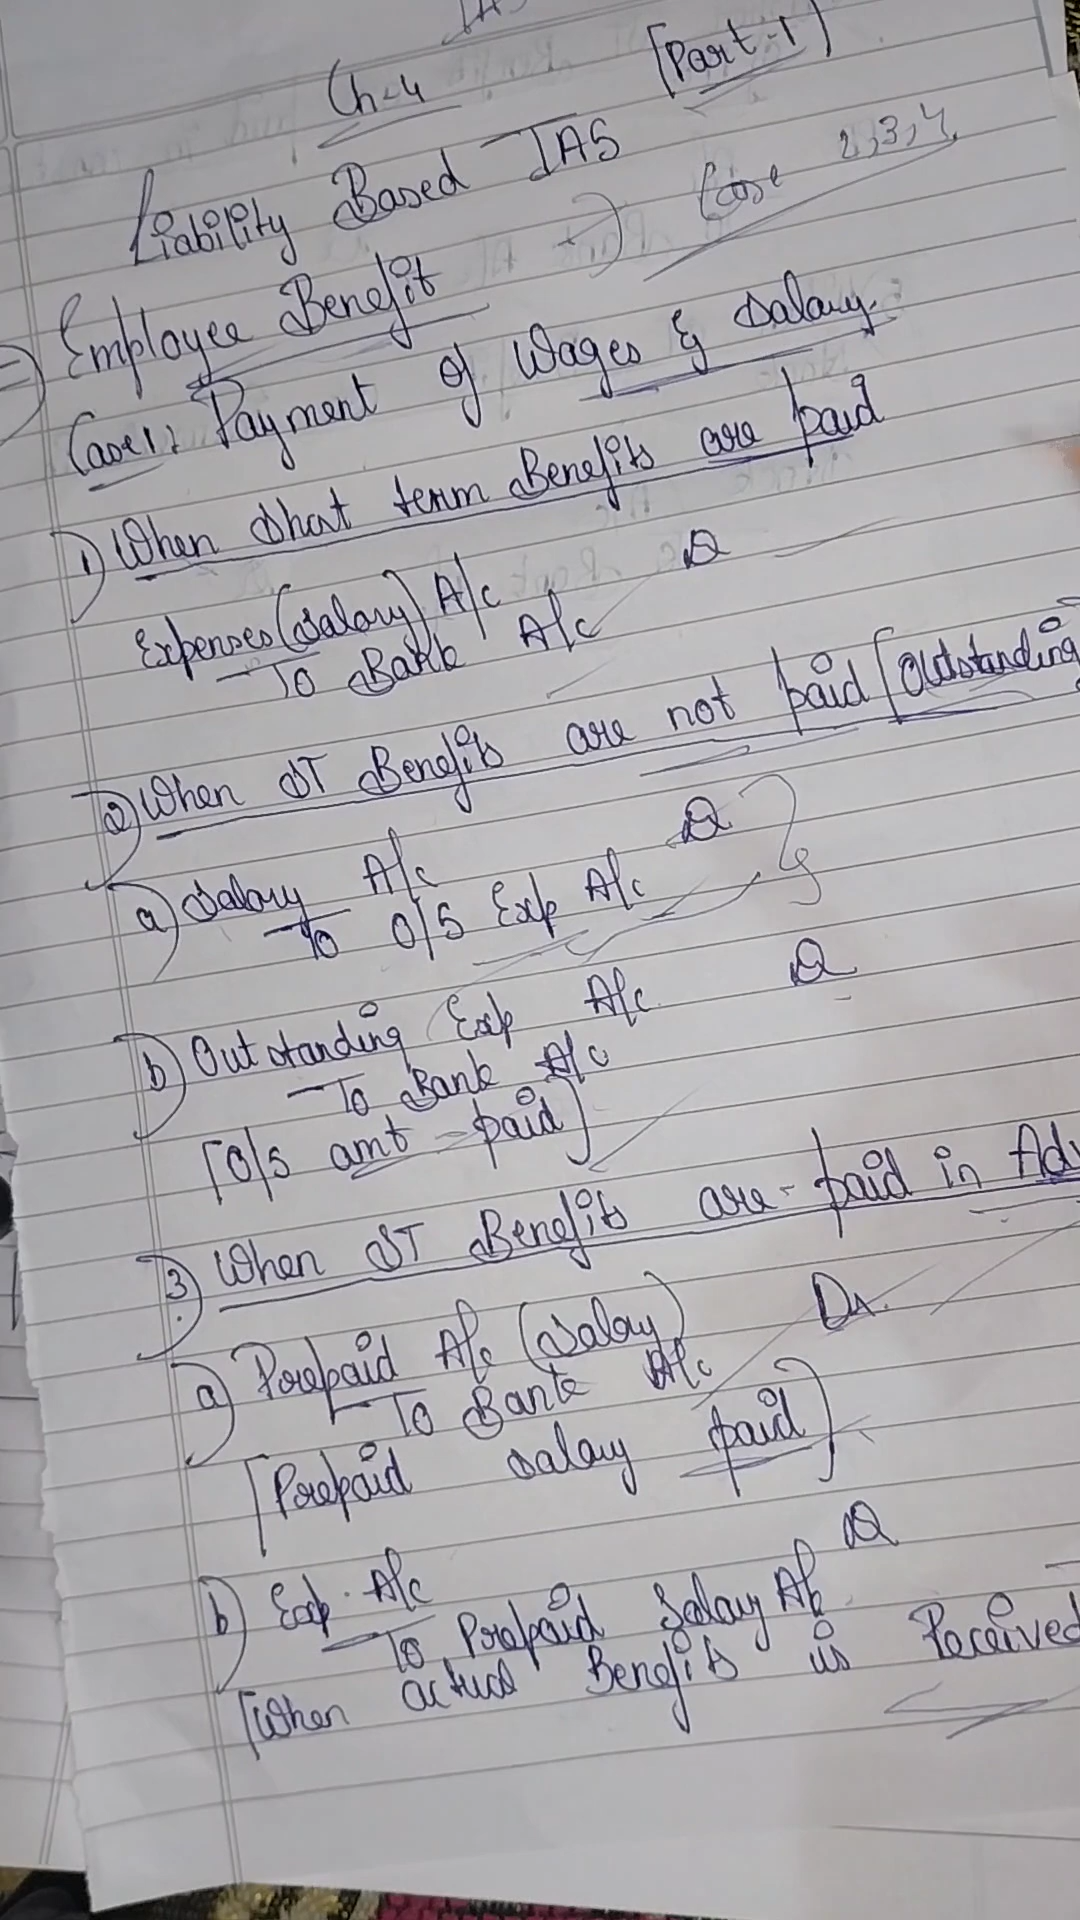 Ch-4 [Part-1]
Liability Based IAS
Employee Benefit → Case 2,3,4
Case 1: Payment of Wages & Salary.
1) When Short term Benefits are paid
Expenses (Salary) A/c Dr
To Bank A/c
2) When ST Benefits are not paid [Outstanding
a) Salary A/c Dr
To O/S Exp A/c
b) Outstanding Exp A/c Dr
To Bank A/c
[O/S amt paid]
3) When ST Benefits are paid in Adv
a) Prepaid A/c (Salary) Dr.
To Bank A/c
[Prepaid salary paid]
b) Exp. A/c Dr
To Prepaid Salary A/c
[When actual Benefits is Received